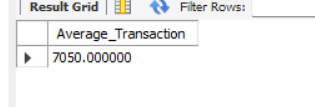 Result Grid Filter Rows:
Average_Transaction
7050.000000